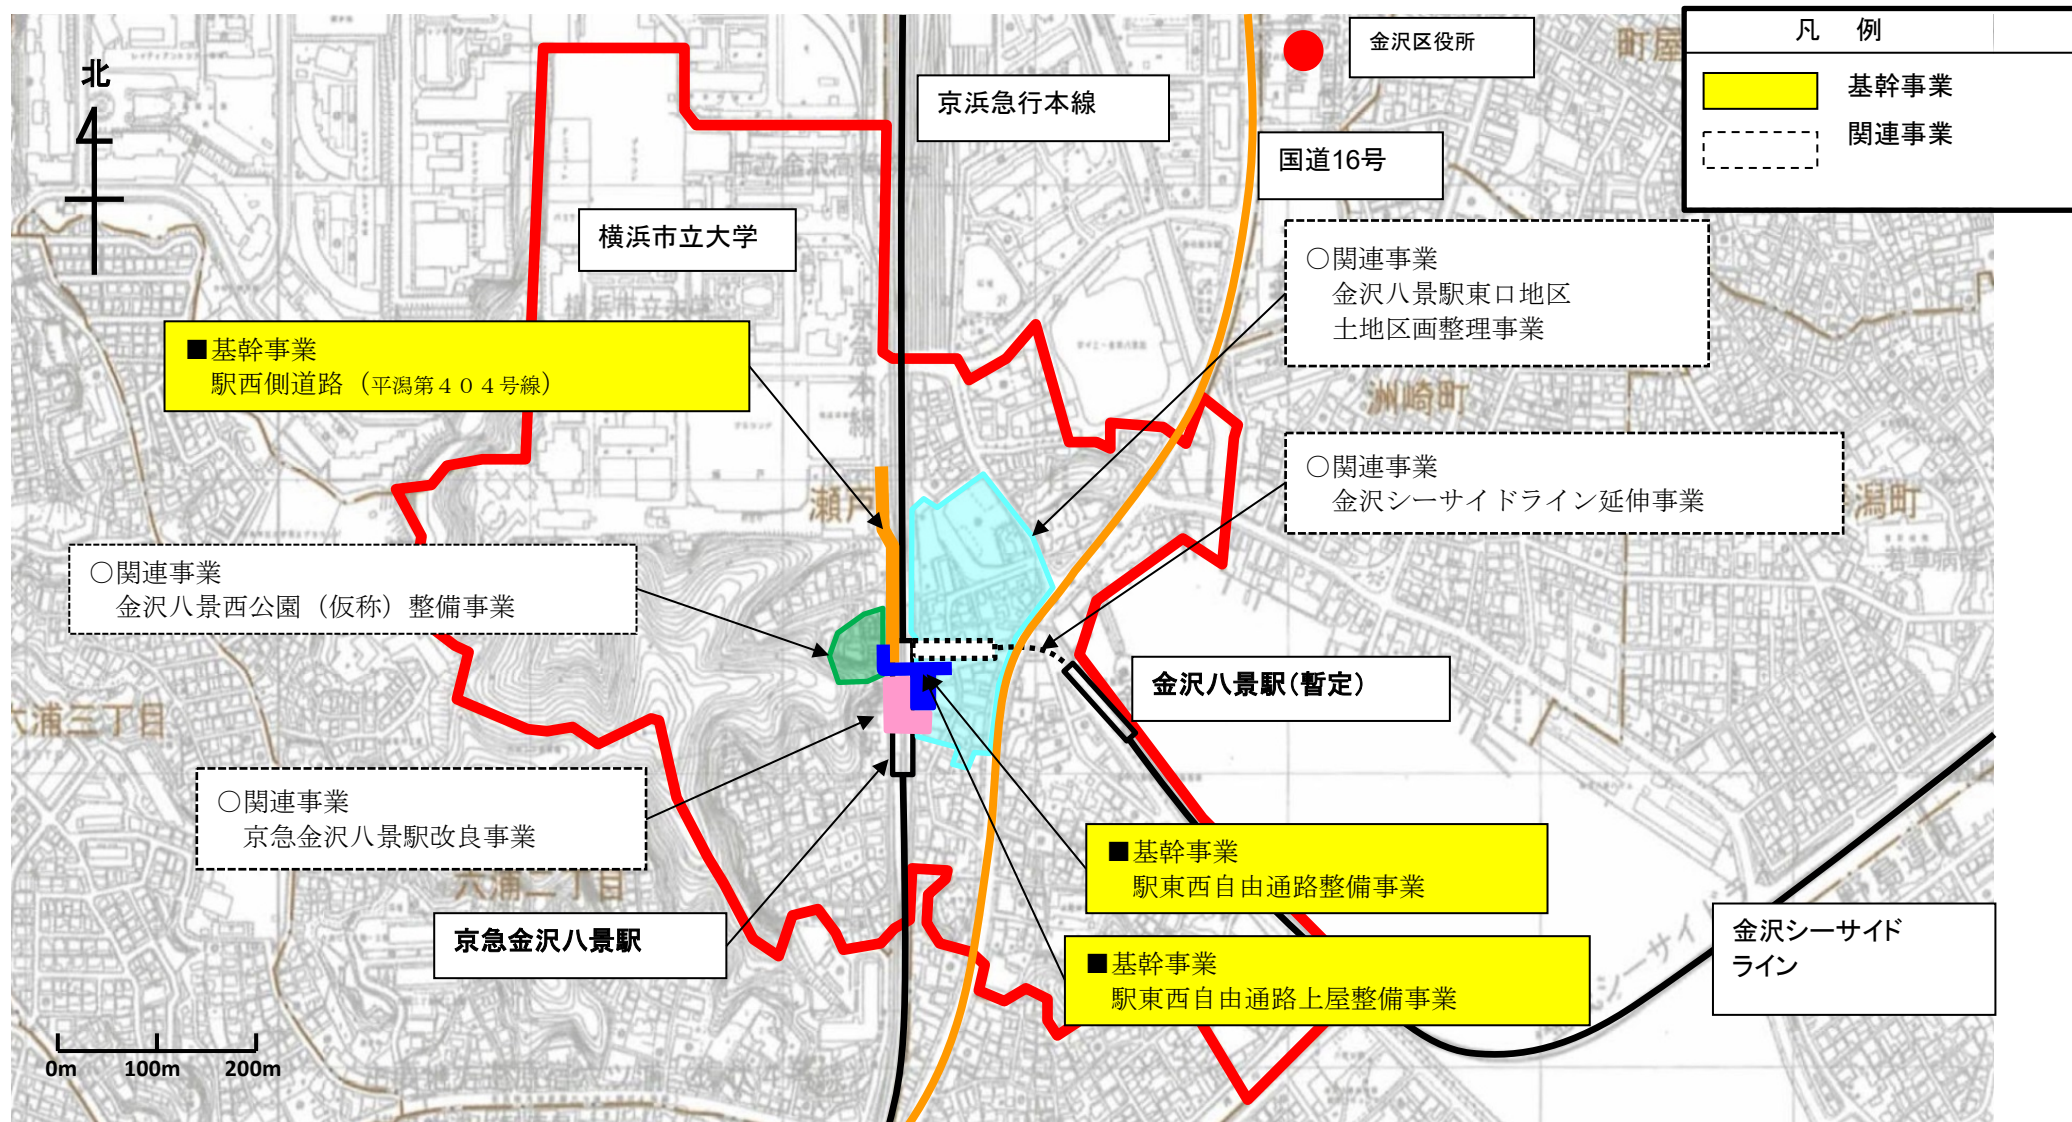 北
金沢区役所
凡　例
基幹事業
関連事業
町屋
京浜急行本線
国道16号
横浜市立大学
横浜市立大学
○関連事業
金沢八景駅東口地区
土地区画整理事業
■基幹事業
駅西側道路（平潟第４０４号線）
洲崎町
○関連事業
金沢シーサイドライン延伸事業
瀬戸
潟町
○関連事業
金沢八景西公園（仮称）整備事業
金沢八景駅（暫定）
六浦三丁目
○関連事業
京急金沢八景駅改良事業
六浦二丁目
■基幹事業
駅東西自由通路整備事業
京急金沢八景駅
■基幹事業
駅東西自由通路上屋整備事業
金沢シーサイド
ライン
0m 100m 200m